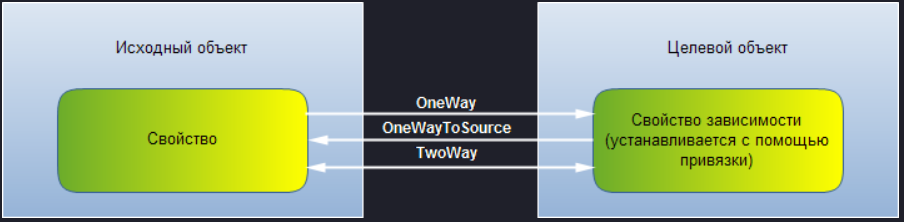 Исходный объект
Целевой объект
Свойство
OneWay
OneWayToSource
TwoWay
Свойство зависимости
(устанавливается с помощью
привязки)